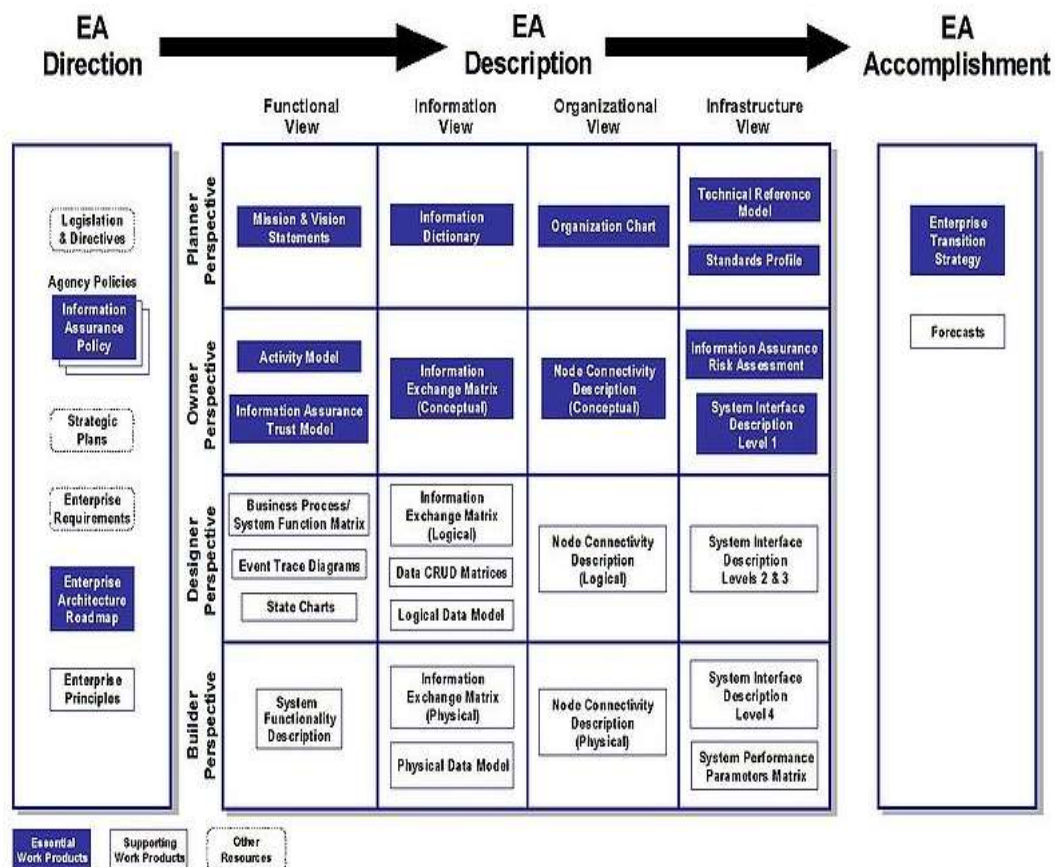 EA
Direction
EA
Description
EA
Accomplishment
Functional
View
Information
View
Organizational
View
Infrastructure
View
Legislation
& Directives
Agency Policies
Information
Assurance
Policy
Strategic
Plans
Enterprise
Requirements
Enterprise
Architecture
Roadmap
Enterprise
Principles
Planner
Perspective
Mission & Vision
Statements
Information
Dictionary
Organization Chart
Technical Reference
Model
Standards Profile
Owner
Perspective
Activity Model
Information Assurance
Trust Model
Information
Exchange Matrix
(Conceptual)
Node Connectivity
Description
(Conceptual)
Information Assurance
Risk Assessment
System Interface
Description
Level 1
Designer
Perspective
Business Process/
System Function Matrix
Event Trace Diagrams
State Charts
Information
Exchange Matrix
(Logical)
Data CRUD Matrices
Logical Data Model
Node Connectivity
Description
(Logical)
System Interface
Description
Levels 2 & 3
Builder
Perspective
System
Functionality
Description
Information
Exchange Matrix
(Physical)
Physical Data Model
Node Connectivity
Description
(Physical)
System Interface
Description
Level 4
System Performance
Parameters Matrix
Enterprise
Transition
Strategy
Forecasts
Essential
Work Products
Supporting
Work Products
Other
Resources